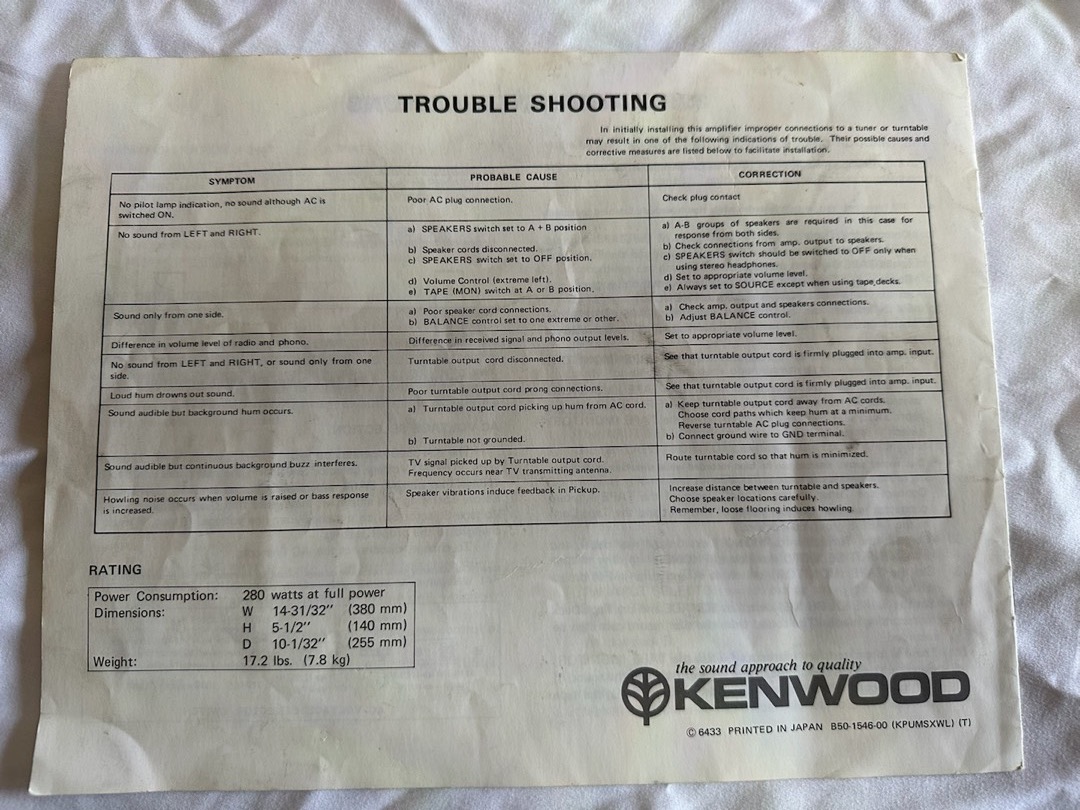 TROUBLE SHOOTING
In initially installing this amplifier improper connections to a tuner or turntable
may result in one of the following indications of trouble. Their possible causes and
corrective measures are listed below to facilitate installation.
SYMPTOM
PROBABLE CAUSE
CORRECTION
No pilot lamp indication, no sound although AC is
switched ON.
Poor AC plug connection.
Check plug contact
No sound from LEFT and RIGHT.
a) SPEAKERS switch set to A + B position
b) Speaker cords disconnected.
c) SPEAKERS switch set to OFF position.
d) Volume Control (extreme left).
e) TAPE (MON) switch at A or B position.
a) A-B groups of speakers are required in this case for
response from both sides.
b) Check connections from amp. output to speakers.
c) SPEAKERS switch should be switched to OFF only when
using stereo headphones.
d) Set to appropriate volume level.
e) Always set to SOURCE except when using tape decks.
Sound only from one side.
a) Poor speaker cord connections.
b) BALANCE control set to one extreme or other.
a) Check amp. output and speakers connections.
b) Adjust BALANCE control.
Difference in volume level of radio and phono.
Difference in received signal and phono output levels.
Set to appropriate volume level.
No sound from LEFT and RIGHT, or sound only from one
side.
Turntable output cord disconnected.
See that turntable output cord is firmly plugged into amp. input.
Loud hum drowns out sound.
Poor turntable output cord prong connections.
See that turntable output cord is firmly plugged into amp. input.
Sound audible but background hum occurs.
a) Turntable output cord picking up hum from AC cord.
b) Turntable not grounded.
a) Keep turntable output cord away from AC cords.
Choose cord paths which keep hum at a minimum.
Reverse turntable AC plug connections.
b) Connect ground wire to GND terminal.
Sound audible but continuous background buzz interferes.
TV signal picked up by Turntable output cord.
Frequency occurs near TV transmitting antenna.
Route turntable cord so that hum is minimized.
Howling noise occurs when volume is raised or bass response
is increased.
Speaker vibrations induce feedback in Pickup.
Increase distance between turntable and speakers.
Choose speaker locations carefully.
Remember, loose flooring induces howling.
RATING
Power Consumption: 280 watts at full power
Dimensions: W 14-31/32" (380 mm)
H 5-1/2" (140 mm)
D 10-1/32" (255 mm)
Weight: 17.2 lbs. (7.8 kg)
the sound approach to quality
KENWOOD
© 6433 PRINTED IN JAPAN B50-1546-00 (KPUMSXWL) (T)